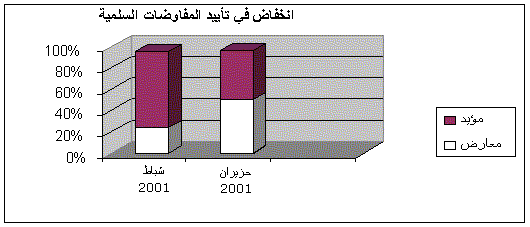 انخفاض في تأييد المفاوضات السلمية
100%
80%
60%
40%
20%
0%
شباط
2001
حزيران
2001
مؤيد
معارض